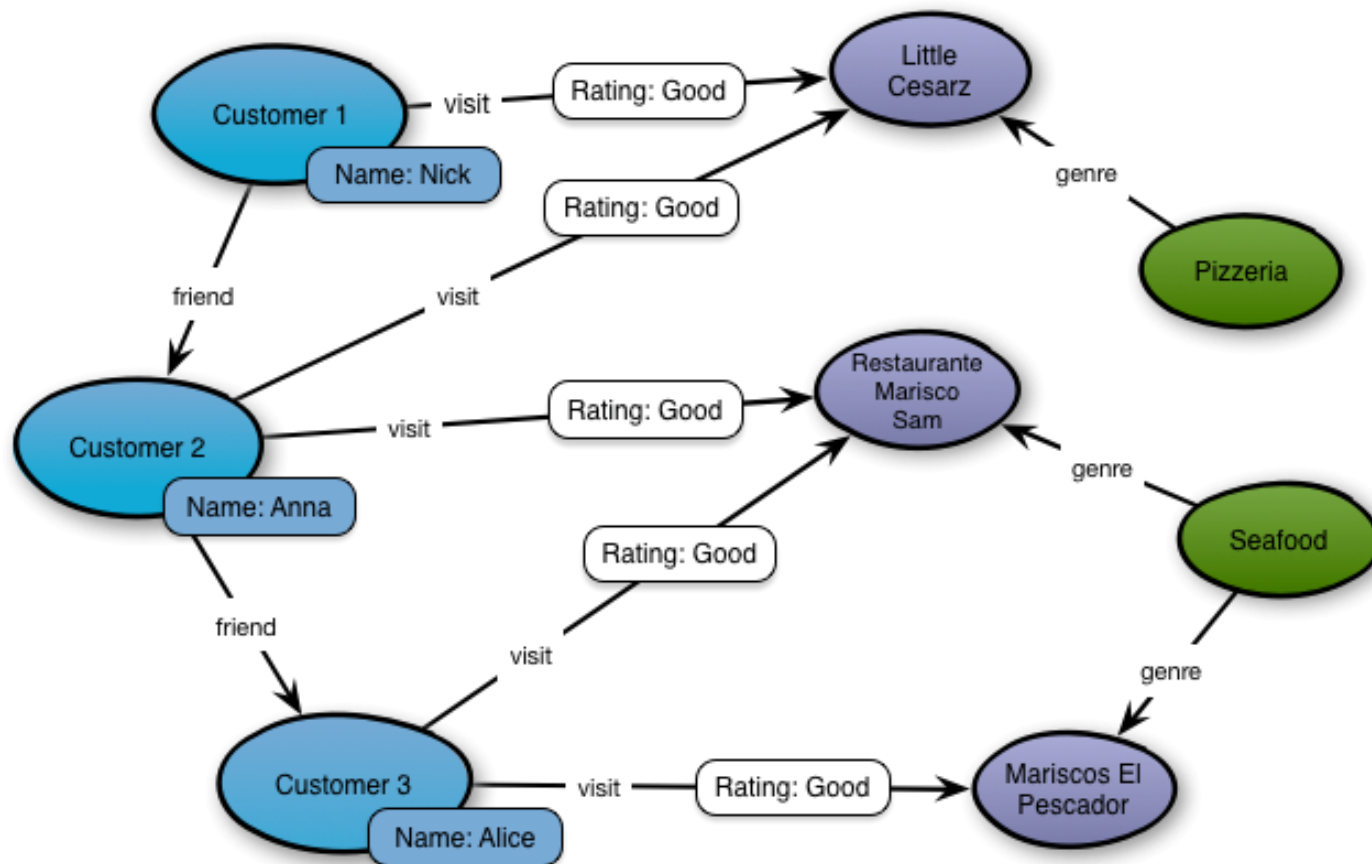 Customer 1
Name: Nick
visit
Rating: Good
Little
Cesarz
Rating: Good
visit
genre
Pizzeria
friend
Customer 2
Name: Anna
visit
Rating: Good
Restaurante
Marisco
Sam
genre
Seafood
Rating: Good
visit
friend
genre
Customer 3
Name: Alice
visit
Rating: Good
Mariscos El
Pescador